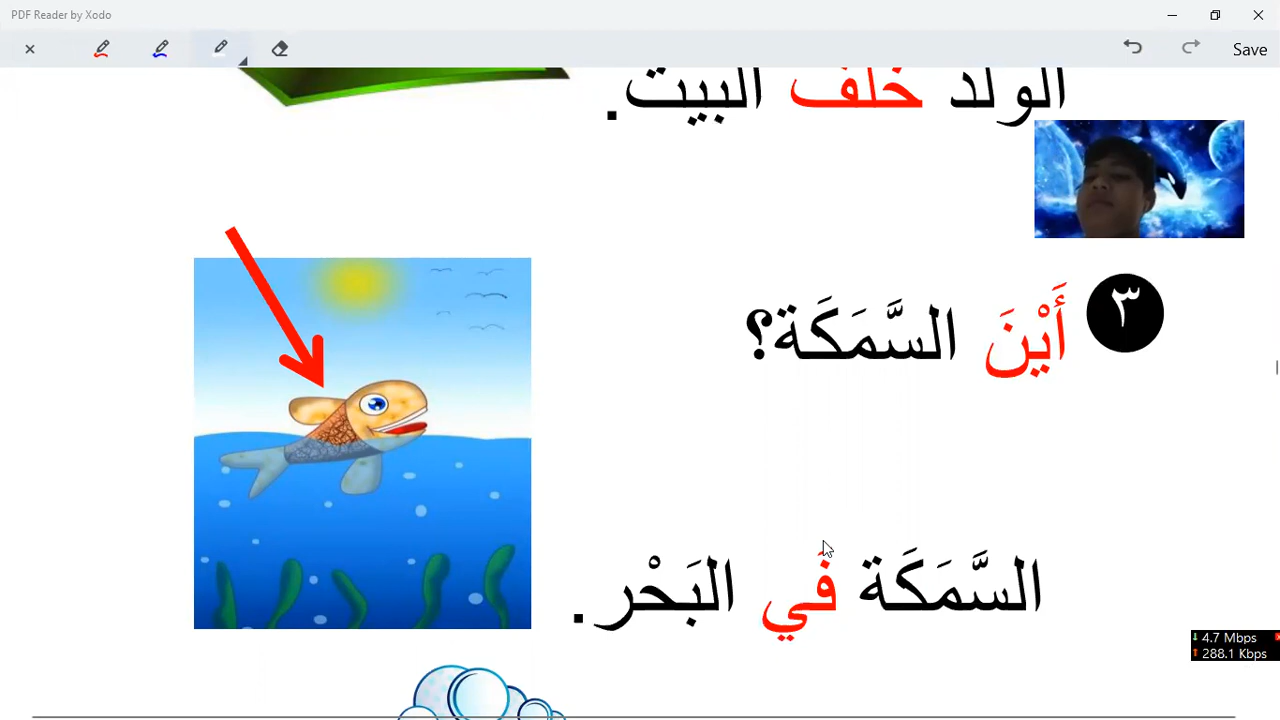 PDF Reader by Xodo
Save
الولد خلف البيت.
٣ أَيْنَ السَّمَكَة؟
السَّمَكَة في البَحْر.
4.7 Mbps
288.1 Kbps